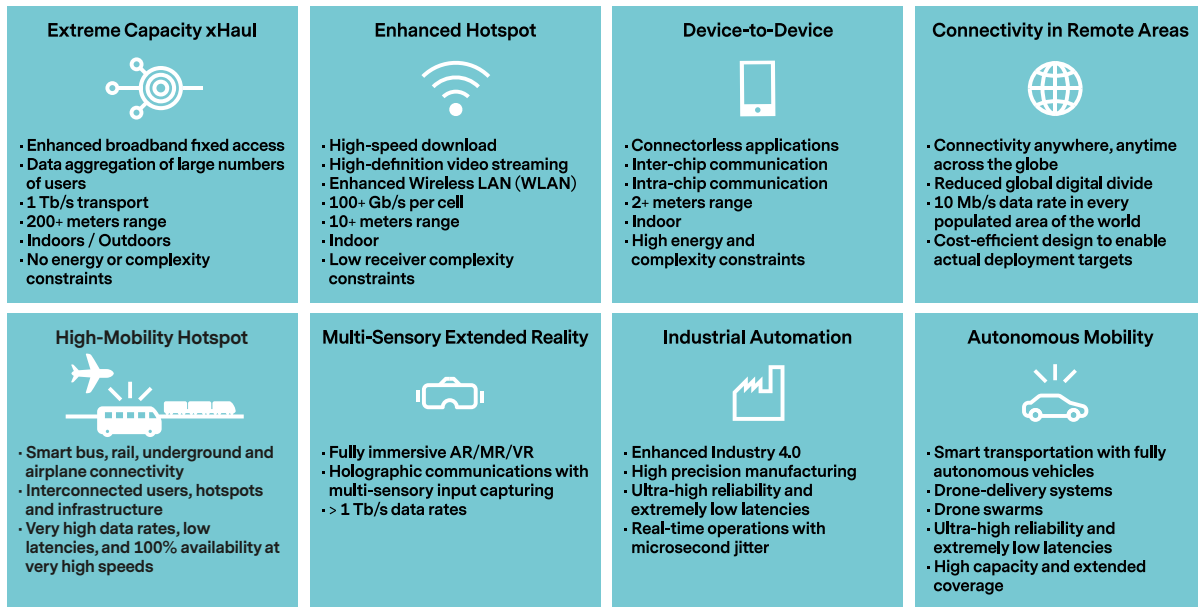 Extreme Capacity xHaul
· Enhanced broadband fixed access
· Data aggregation of large numbers
of users
· 1 Tb/s transport
· 200+ meters range
· Indoors / Outdoors
· No energy or complexity
constraints
Enhanced Hotspot
· High-speed download
· High-definition video streaming
· Enhanced Wireless LAN (WLAN)
· 100+ Gb/s per cell
· 10+ meters range
· Indoor
· Low receiver complexity
constraints
Device-to-Device
· Connectorless applications
· Inter-chip communication
· Intra-chip communication
· 2+ meters range
· Indoor
· High energy and
complexity constraints
Connectivity in Remote Areas
· Connectivity anywhere, anytime
across the globe
· Reduced global digital divide
· 10 Mb/s data rate in every
populated area of the world
· Cost-efficient design to enable
actual deployment targets
High-Mobility Hotspot
· Smart bus, rail, underground and
airplane connectivity
· Interconnected users, hotspots
and infrastructure
· Very high data rates, low
latencies, and 100% availability at
very high speeds
Multi-Sensory Extended Reality
· Fully immersive AR/MR/VR
· Holographic communications with
multi-sensory input capturing
· > 1 Tb/s data rates
Industrial Automation
· Enhanced Industry 4.0
· High precision manufacturing
· Ultra-high reliability and
extremely low latencies
· Real-time operations with
microsecond jitter
Autonomous Mobility
· Smart transportation with fully
autonomous vehicles
· Drone-delivery systems
· Drone swarms
· Ultra-high reliability and
extremely low latencies
· High capacity and extended
coverage